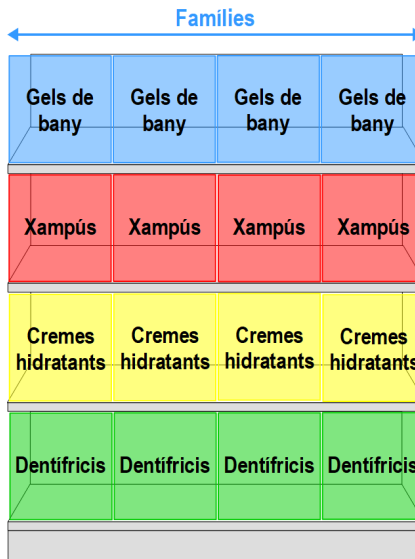 Famílies
Gels de bany
Gels de bany
Gels de bany
Gels de bany
Xampús
Xampús
Xampús
Xampús
Cremes hidratants
Cremes hidratants
Cremes hidratants
Cremes hidratants
Dentífricis
Dentífricis
Dentífricis
Dentífricis